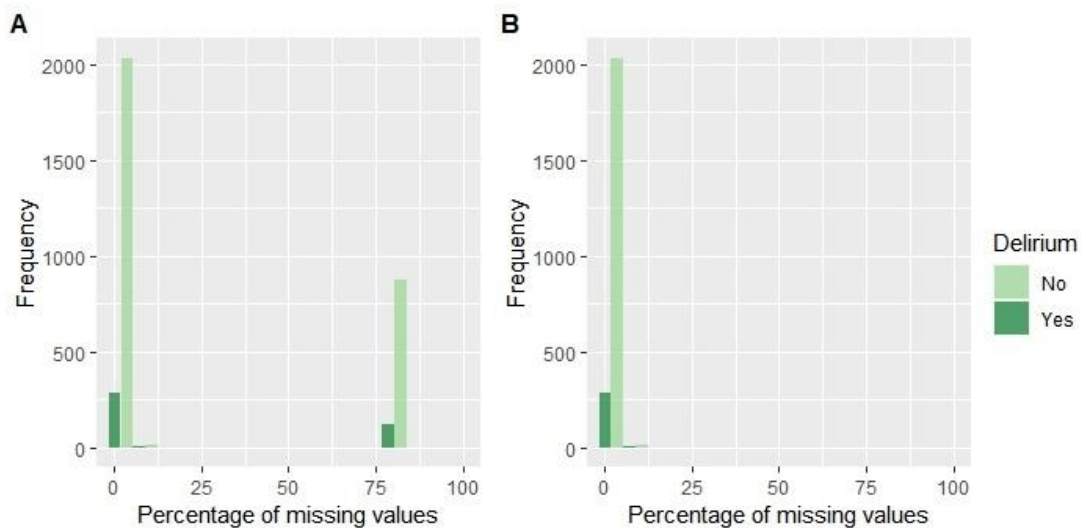 A
B
2000
1500
1000
500
0
Frequency
0 25 50 75 100
Percentage of missing values
2000
1500
1000
500
0
Frequency
0 25 50 75 100
Percentage of missing values
Delirium
No
Yes